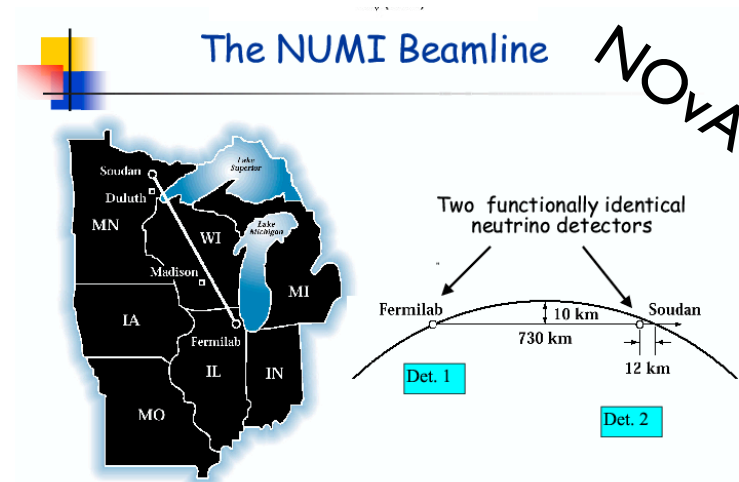 The NUMI Beamline
NOνA
Soudan
Lake
Superior
Duluth
MN
WI
Lake
Michigan
Madison
MI
IA
Fermilab
IL
IN
MO
Two functionally identical
neutrino detectors
Fermilab
Soudan
10 km
730 km
12 km
Det. 1
Det. 2